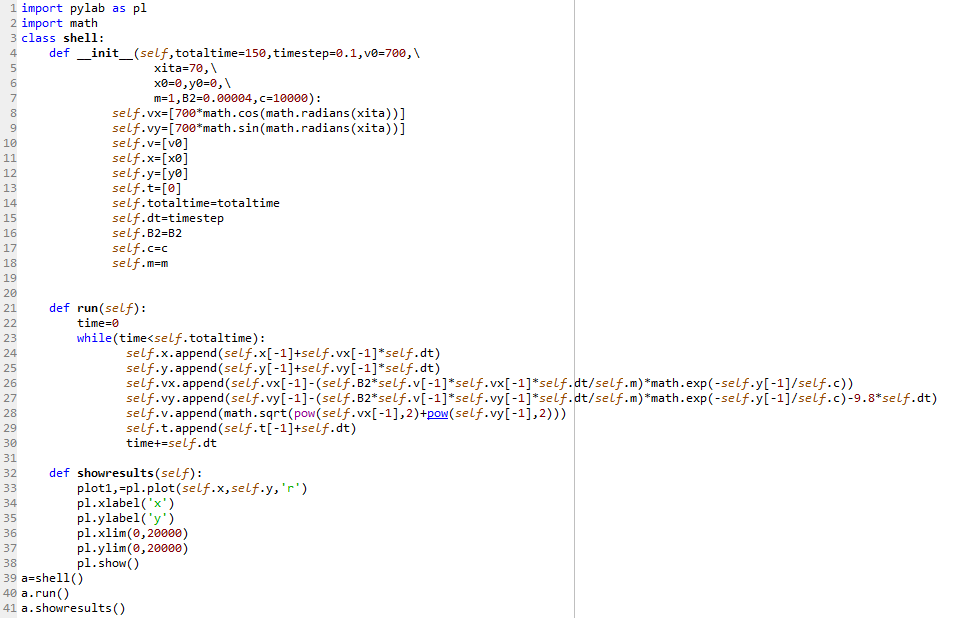 1 import pylab as pl
2 import math
3 class shell:
4     def __init__(self,totaltime=150,timestep=0.1,v0=700,\
5                    xita=70,\
6                    x0=0,y0=0,\
7                    m=1,B2=0.00004,c=10000):
8              self.vx=[700*math.cos(math.radians(xita))]
9              self.vy=[700*math.sin(math.radians(xita))]
10             self.v=[v0]
11             self.x=[x0]
12             self.y=[y0]
13             self.t=[0]
14             self.totaltime=totaltime
15             self.dt=timestep
16             self.B2=B2
17             self.c=c
18             self.m=m
19
20
21    def run(self):
22        time=0
23        while(time<self.totaltime):
24               self.x.append(self.x[-1]+self.vx[-1]*self.dt)
25               self.y.append(self.y[-1]+self.vy[-1]*self.dt)
26               self.vx.append(self.vx[-1]-(self.B2*self.v[-1]*self.vx[-1]*self.dt/self.m)*math.exp(-self.y[-1]/self.c))
27               self.vy.append(self.vy[-1]-(self.B2*self.v[-1]*self.vy[-1]*self.dt/self.m)*math.exp(-self.y[-1]/self.c)-9.8*self.dt)
28               self.v.append(math.sqrt(pow(self.vx[-1],2)+pow(self.vy[-1],2)))
29               self.t.append(self.t[-1]+self.dt)
30               time+=self.dt
31
32    def showresults(self):
33        plot1,=pl.plot(self.x,self.y,'r')
34        pl.xlabel('x')
35        pl.ylabel('y')
36        pl.xlim(0,20000)
37        pl.ylim(0,20000)
38        pl.show()
39 a=shell()
40 a.run()
41 a.showresults()